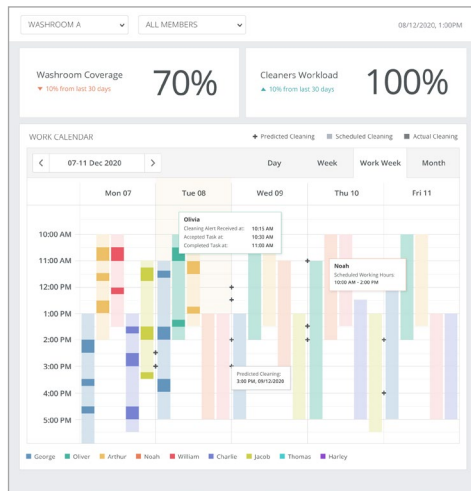 WASHROOM A
ALL MEMBERS
08/12/2020, 1:00PM
Washroom Coverage
70%
10% from last 30 days
Cleaners Workload
100%
10% from last 30 days
WORK CALENDAR
Predicted Cleaning
Scheduled Cleaning
Actual Cleaning
07-11 Dec 2020
Day
Week
Work Week
Month
Mon 07
Tue 08
Wed 09
Thu 10
Fri 11
10:00 AM
11:00 AM
12:00 PM
1:00 PM
2:00 PM
3:00 PM
4:00 PM
5:00 PM
Olivia
Cleaning Alert Received at: 10:15 AM
Accepted Task at: 10:30 AM
Completed Task at: 11:00 AM
Noah
Scheduled Working Hours
10:00 AM - 2:00 PM
Predicted Cleaning:
3:00 PM, 09/12/2020
George
Oliver
Arthur
Noah
William
Charlie
Jacob
Thomas
Harley